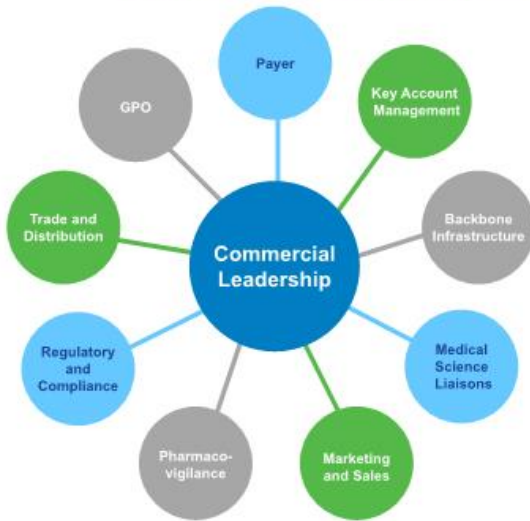 Payer
Key Account
Management
GPO
Backbone
Infrastructure
Trade and
Distribution
Commercial
Leadership
Regulatory
and
Compliance
Medical
Science
Liaisons
Pharmaco-
vigilance
Marketing
and Sales